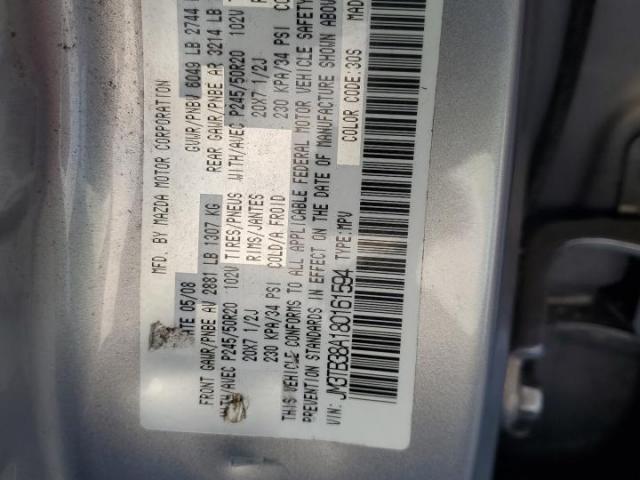 MFD. BY MAZDA MOTOR CORPORATION
05/08 GVWR/PNBV 6049 LB 2744
FRONT GAWR/PNBE AV 2881 LB 1307 KG REAR GAWR/PNBE AR 3214 LB
WITH/AVEC P245/50R20 102V TIRES/PNEUS WITH/AVEC P245/50R20 102V
20X7 1/2J RIMS/JANTES 20X7 1/2J
230 KPA/34 PSI COLD/A FROID 230 KPA/34 PSI
THIS VEHICLE CONFORMS TO ALL APPLICABLE FEDERAL MOTOR VEHICLE SAFETY
PREVENTION STANDARDS IN EFFECT ON THE DATE OF MANUFACTURE SHOWN ABOVE
V/N: JM3TB38A180161594 TYPE:MPV COLOR CODE:30S